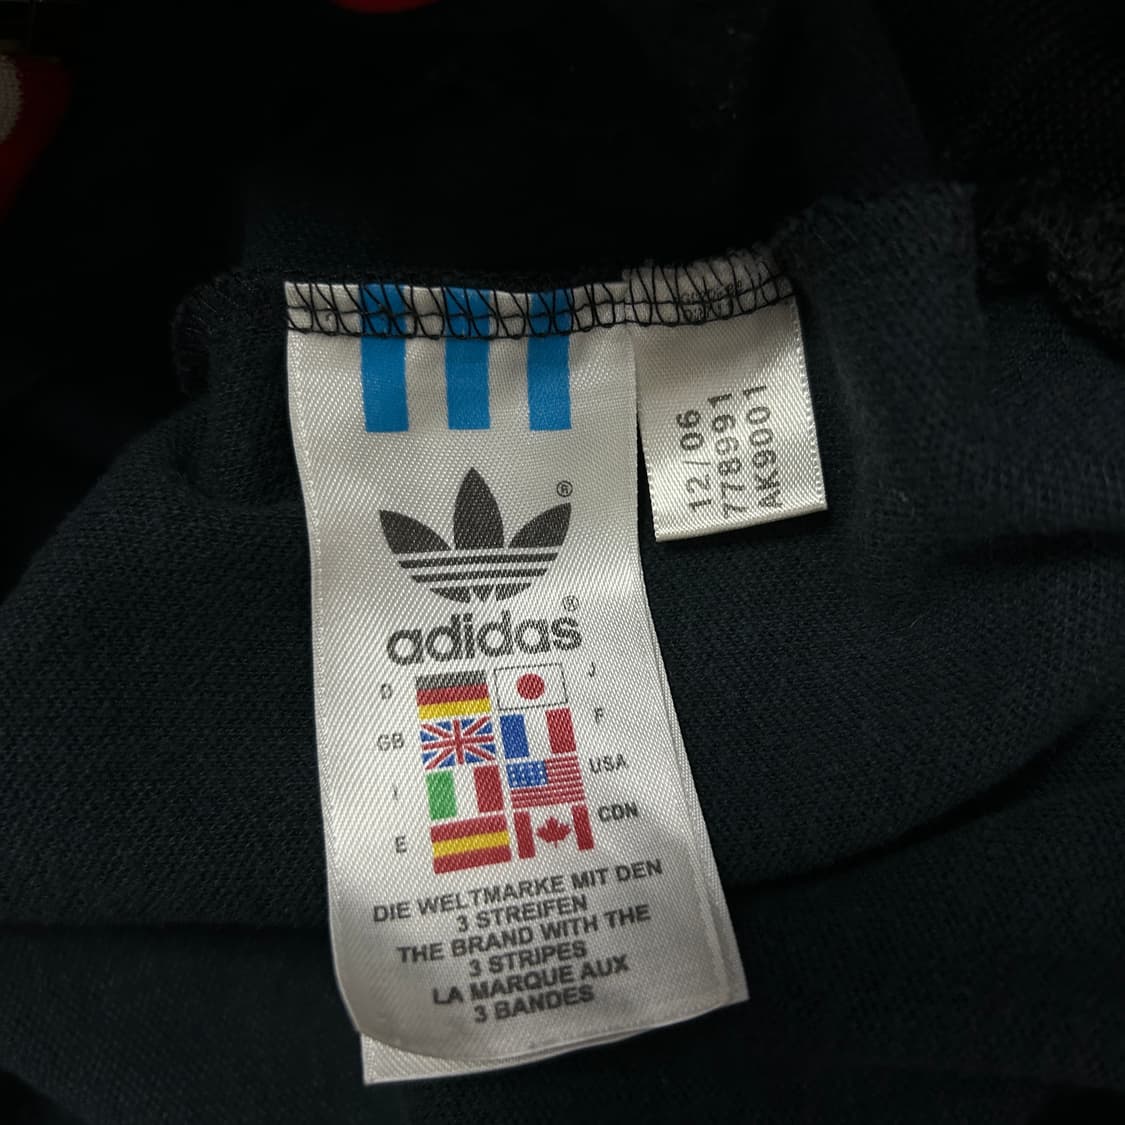 adidas®
D
J
GB
F
I
USA
E
CDN
DIE WELTMARKE MIT DEN
3 STREIFEN
THE BRAND WITH THE
3 STRIPES
LA MARQUE AUX
3 BANDES
12/06
778991
AK9001